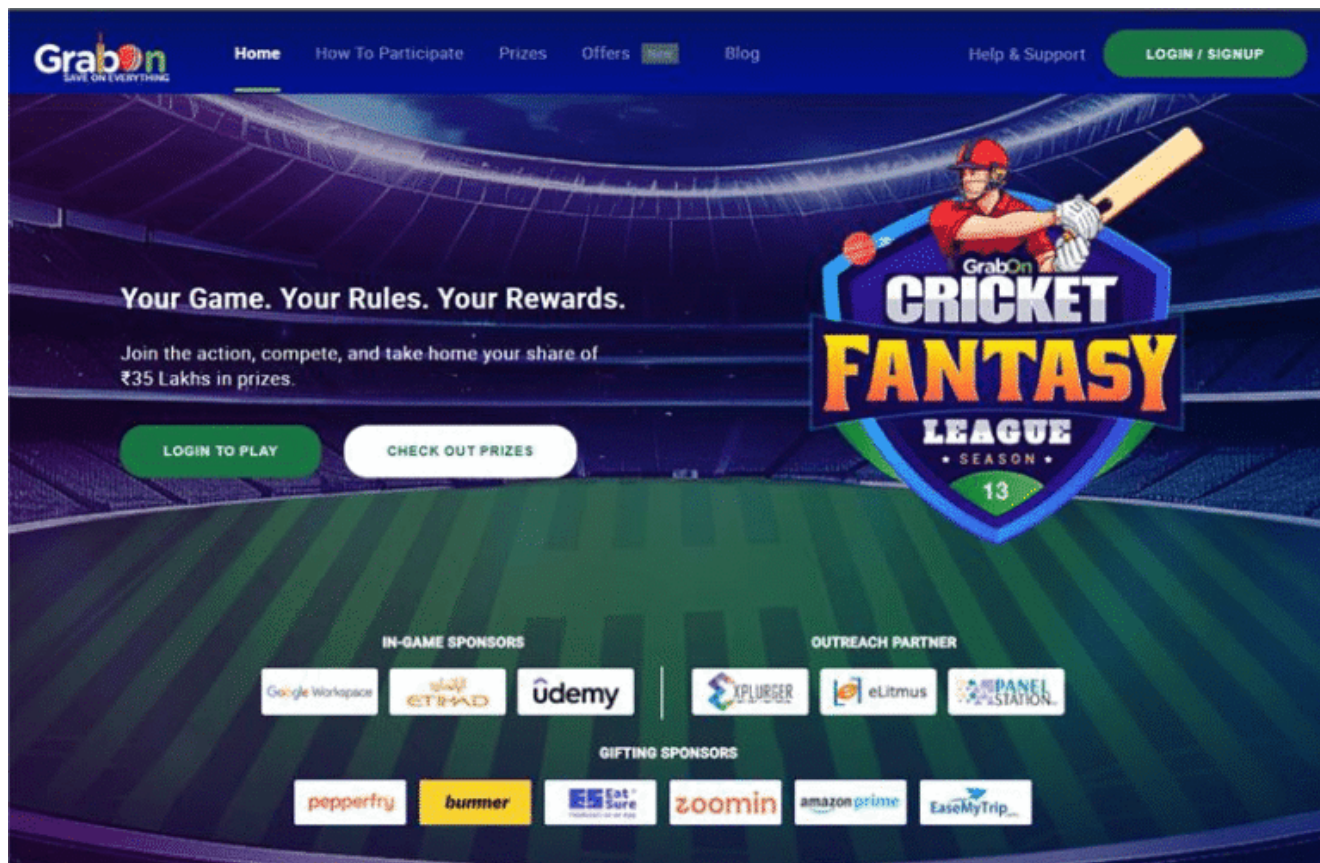 GrabOn
SAVE ON EVERYTHING
Home
How To Participate
Prizes
Offers
New
Blog
Help & Support
LOGIN / SIGNUP
Your Game. Your Rules. Your Rewards.
Join the action, compete, and take home your share of
₹35 Lakhs in prizes.
LOGIN TO PLAY
CHECK OUT PRIZES
GrabOn
CRICKET
FANTASY
LEAGUE
SEASON
13
IN-GAME SPONSORS
OUTREACH PARTNER
Google Workspace
ETIHAD
ûdemy
XPLURGER
eLitmus
PANEL
STATION
GIFTING SPONSORS
pepperfry
bummer
ES Eat
Sure
zoomin
amazon prime
EaseMyTrip.com